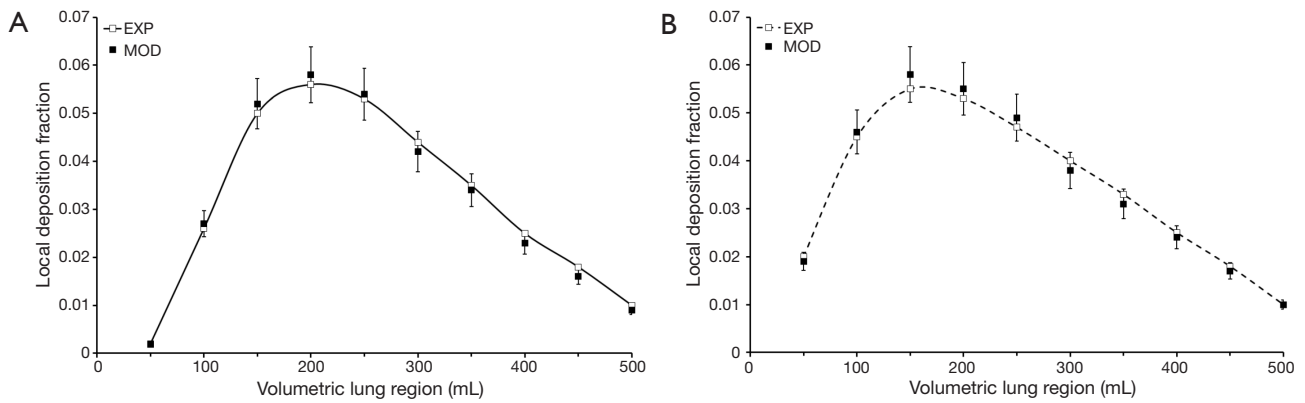 A
EXP
MOD
Local deposition fraction
0.07
0.06
0.05
0.04
0.03
0.02
0.01
0
0 100 200 300 400 500
Volumetric lung region (mL)
B
EXP
MOD
Local deposition fraction
0.07
0.06
0.05
0.04
0.03
0.02
0.01
0
0 100 200 300 400 500
Volumetric lung region (mL)